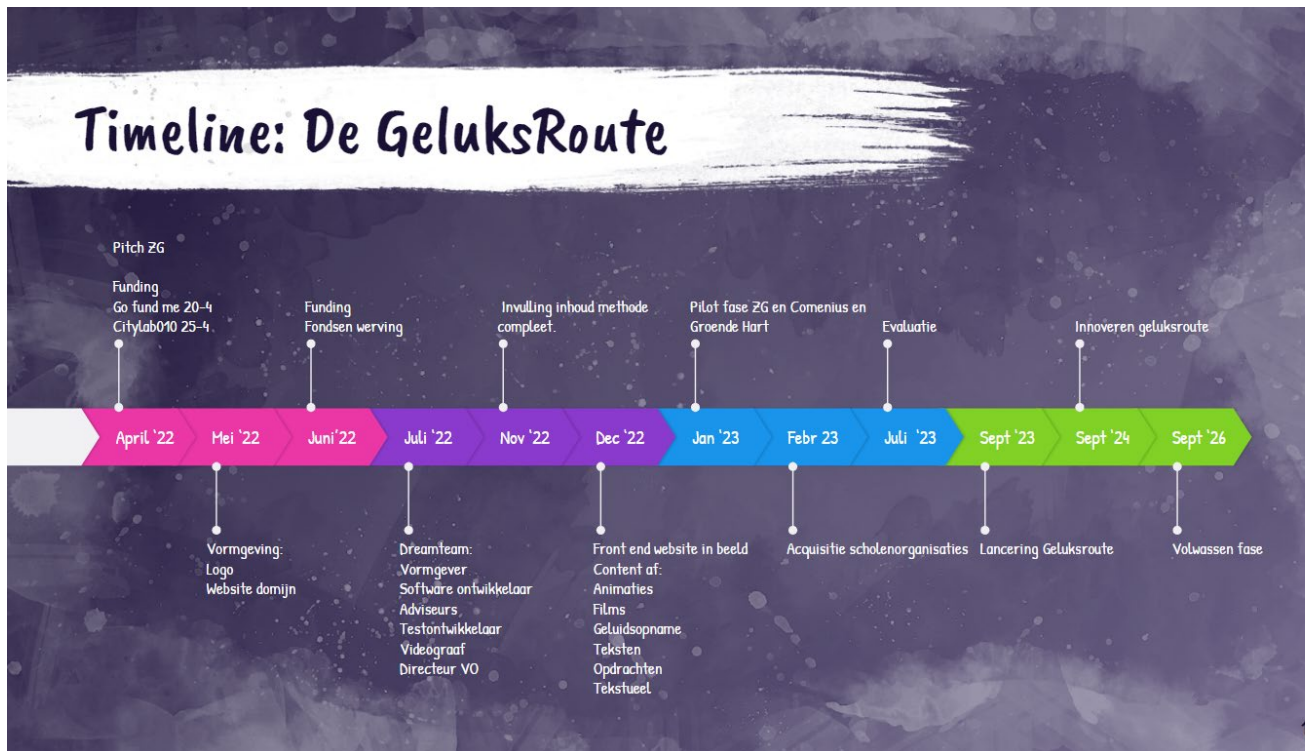 Timeline: De GeluksRoute
Pitch ZG
Funding
Go fund me 20-4
Citylab010 25-4
Funding
Fondsen werving
Invulling inhoud methode
compleet.
Pilot fase ZG en Comenius en
Groende Hart
Evaluatie
Innoveren geluksroute
April '22
Mei '22
Juni'22
Juli '22
Nov '22
Dec '22
Jan '23
Febr 23
Juli '23
Sept '23
Sept '24
Sept '26
Vormgeving:
Logo
Website domijn
Dreamteam:
Vormgever
Software ontwikkelaar
Adviseurs
Testontwikkelaar
Videograaf
Directeur VO
Front end website in beeld
Content af:
Animaties
Films
Geluidsopname
Teksten
Opdrachten
Tekstueel
Acquisitie scholenorganisaties
Lancering Geluksroute
Volwassen fase